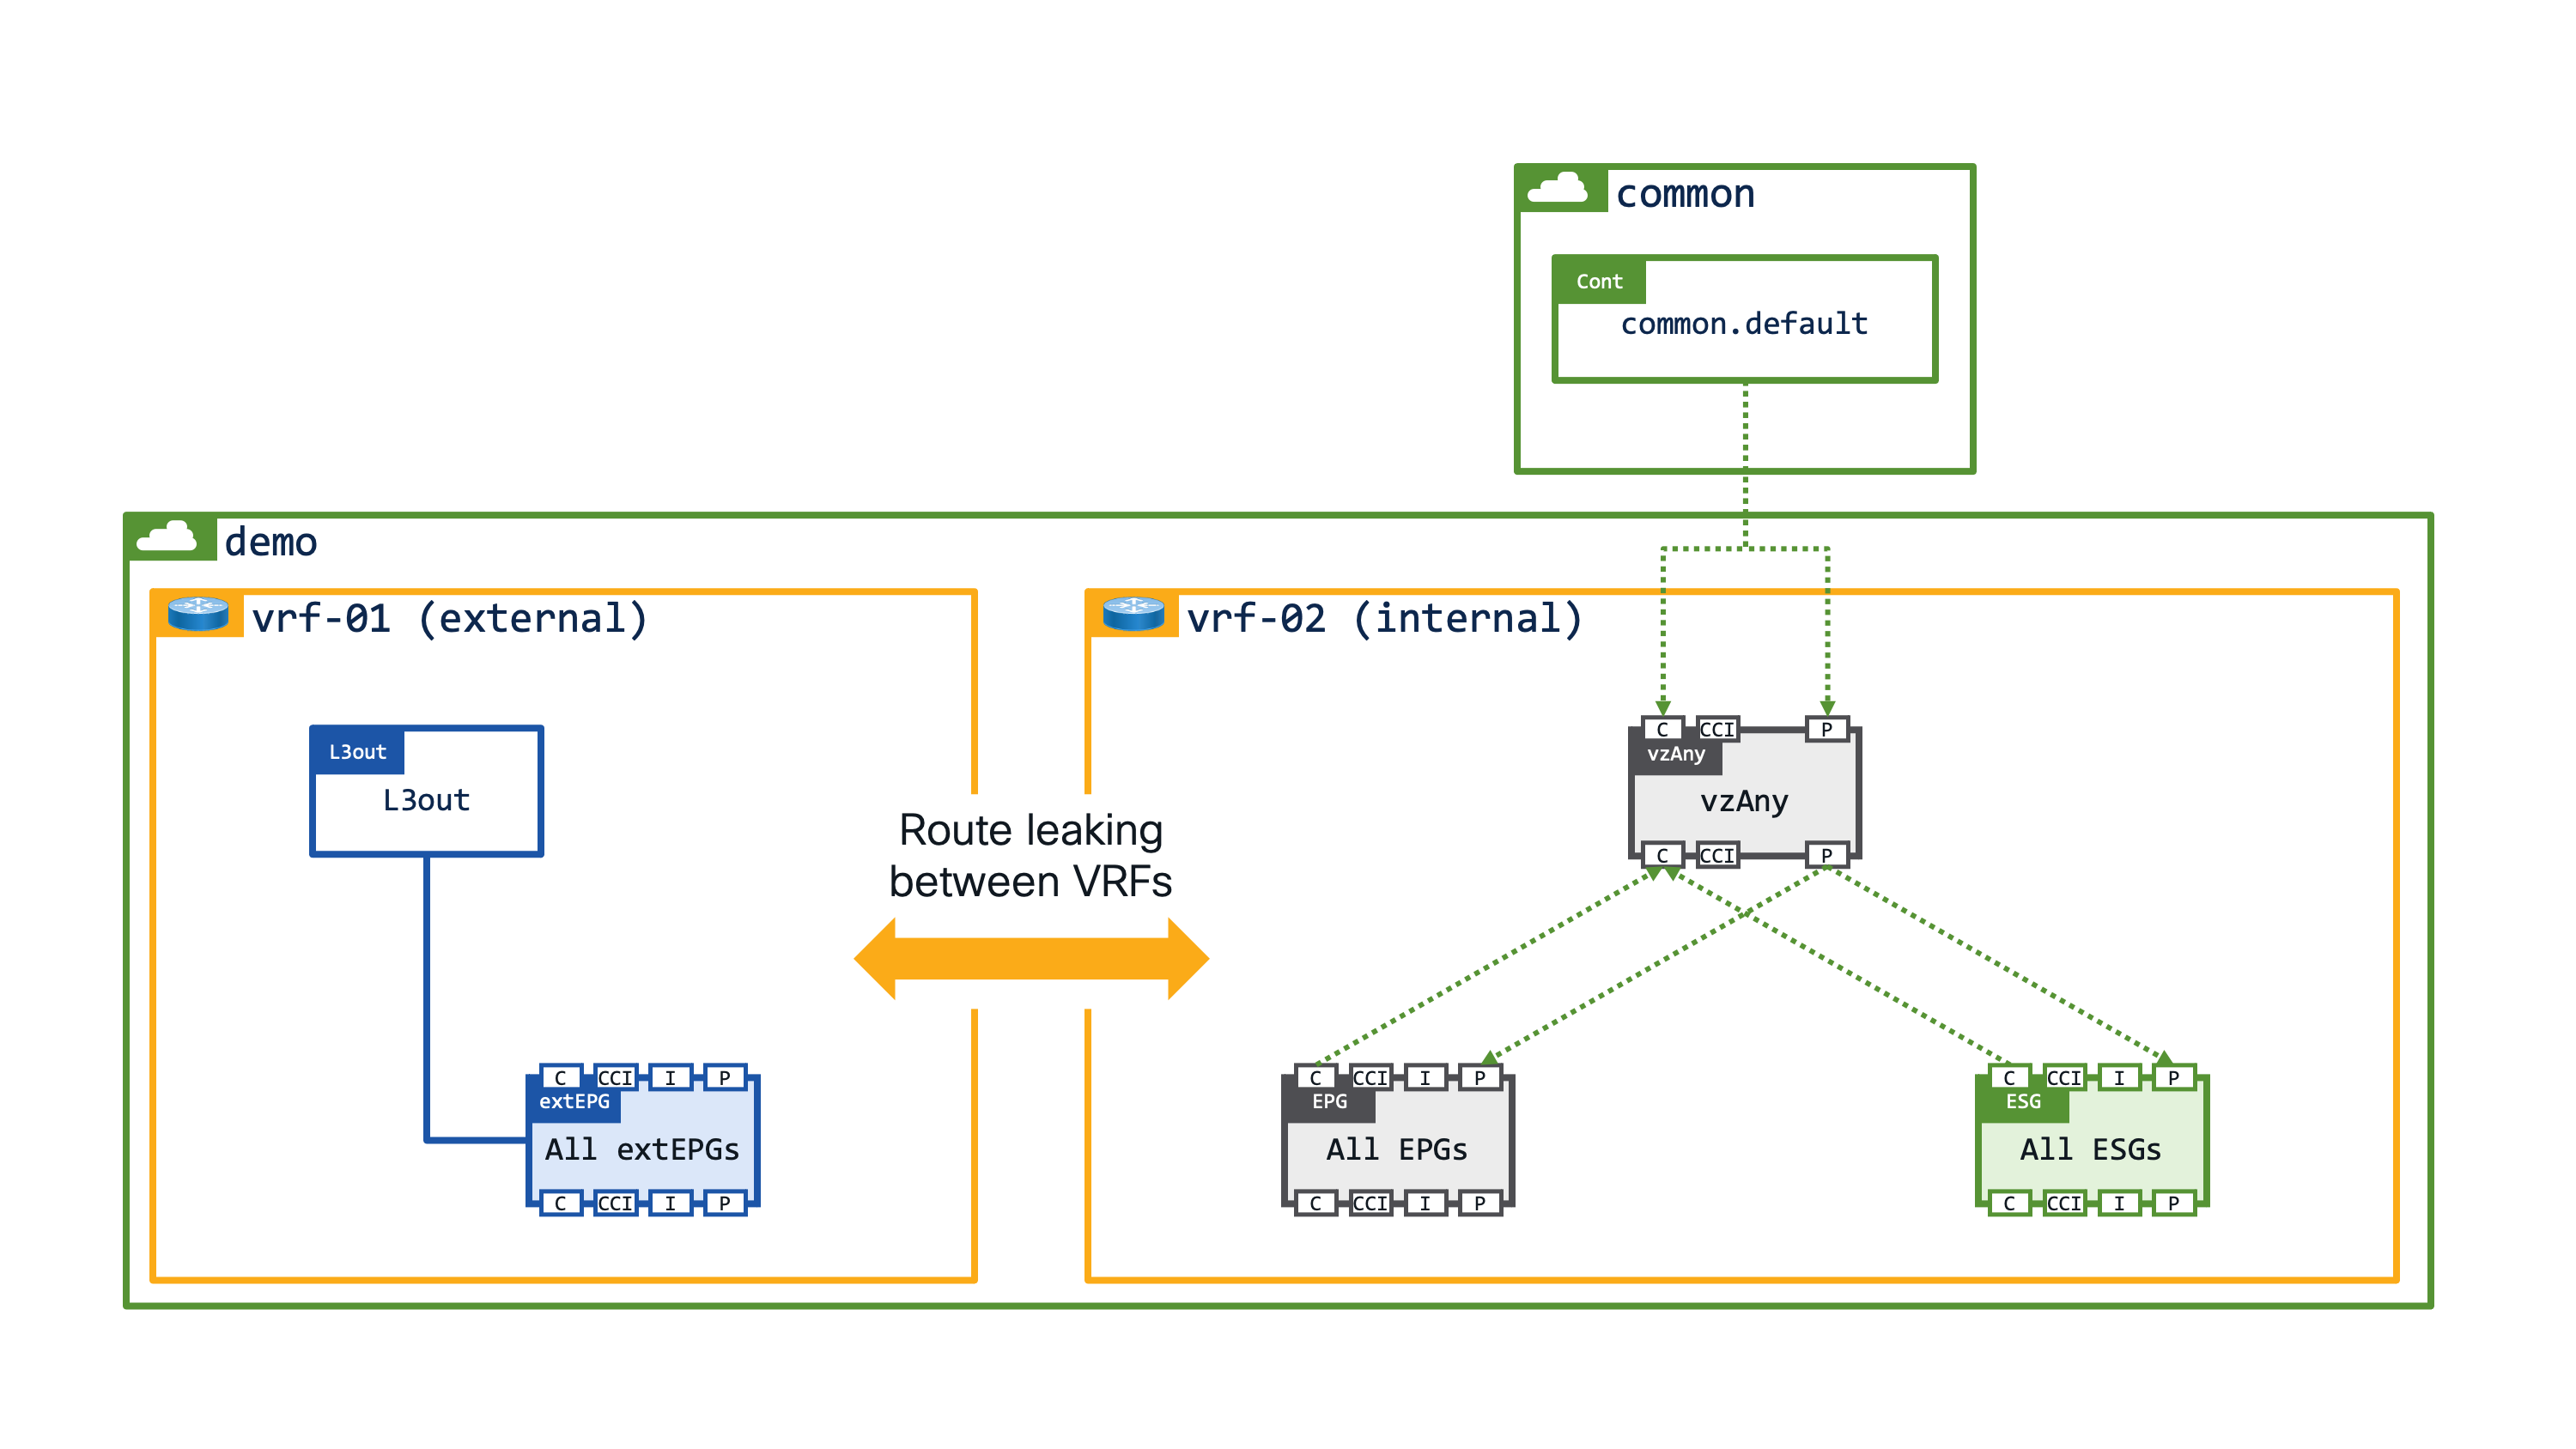 common
Cont
common.default
demo
vrf-01 (external)
vrf-02 (internal)
L3out
L3out
C CCI P
vzAny
vzAny
C CCI P
Route leaking
between VRFs
C CCI I P
extEPG
All extEPGs
C CCI I P
C CCI I P
EPG
All EPGs
C CCI I P
C CCI I P
ESG
All ESGs
C CCI I P